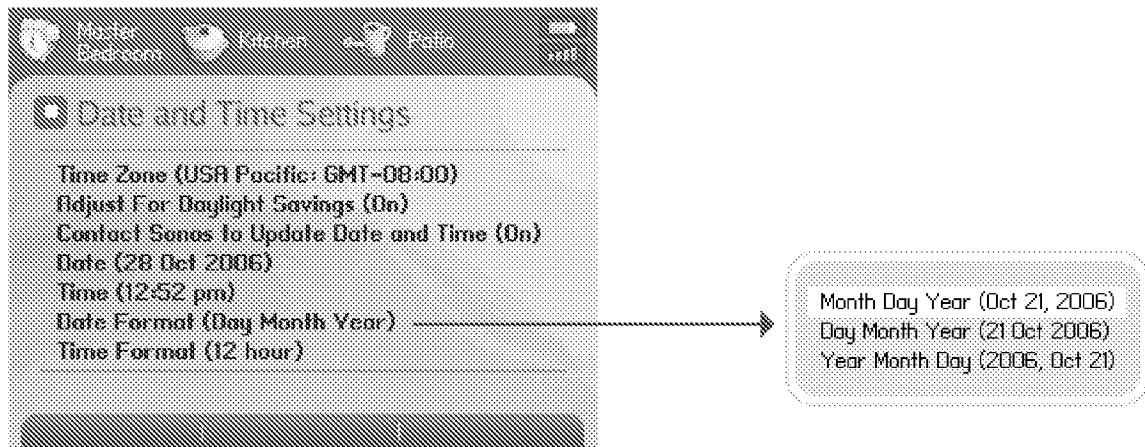 Master
Bedroom
Kitchen
Patio
Date and Time Settings
Time Zone (USA Pacific: GMT-08:00)
Adjust For Daylight Savings (On)
Contact Sonos to Update Date and Time (On)
Date (28 Oct 2006)
Time (12:52 pm)
Date Format (Day Month Year)
Time Format (12 hour)
Month Day Year (Oct 21, 2006)
Day Month Year (21 Oct 2006)
Year Month Day (2006, Oct 21)